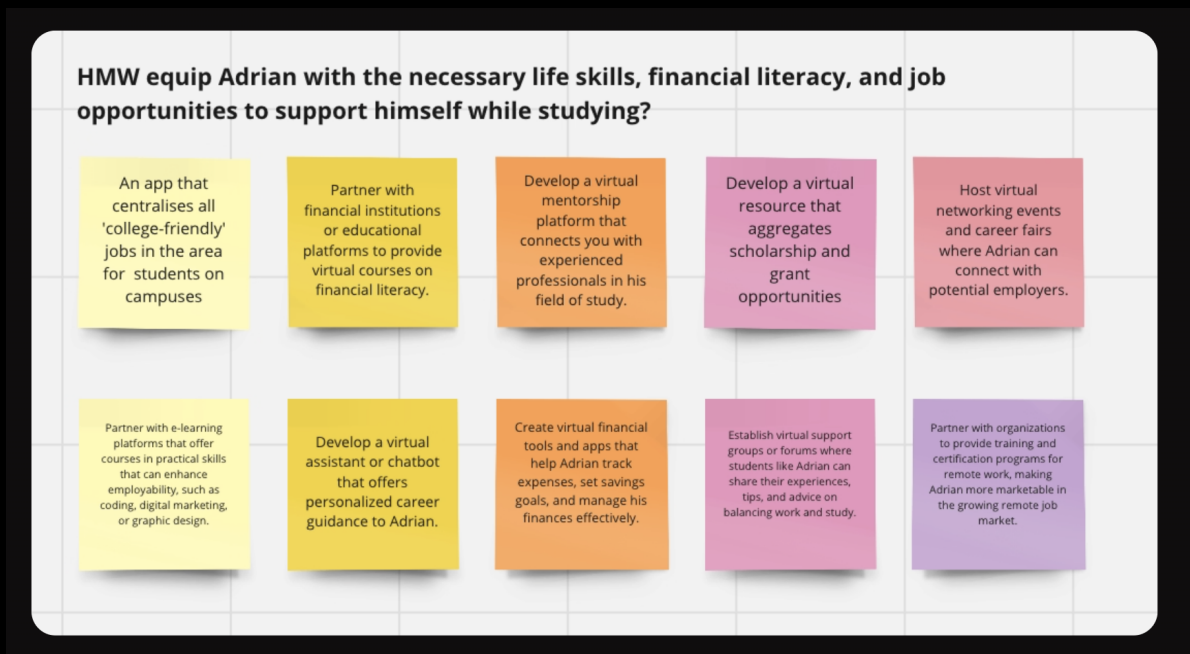 HMW equip Adrian with the necessary life skills, financial literacy, and job
opportunities to support himself while studying?
An app that
centralises all
'college-friendly'
jobs in the area
for students on
campuses
Partner with
financial institutions
or educational
platforms to provide
virtual courses on
financial literacy.
Develop a virtual
mentorship
platform that
connects you with
experienced
professionals in his
field of study.
Develop a virtual
resource that
aggregates
scholarship and
grant
opportunities
Host virtual
networking events
and career fairs
where Adrian can
connect with
potential employers.
Partner with e-learning
platforms that offer
courses in practical skills
that can enhance
employability, such as
coding, digital marketing,
or graphic design.
Develop a virtual
assistant or chatbot
that offers
personalized career
guidance to Adrian.
Create virtual financial
tools and apps that
help Adrian track
expenses, set savings
goals, and manage his
finances effectively.
Establish virtual support
groups or forums where
students like Adrian can
share their experiences,
tips, and advice on
balancing work and study.
Partner with organizations
to provide training and
certification programs for
remote work, making
Adrian more marketable in
the growing remote job
market.